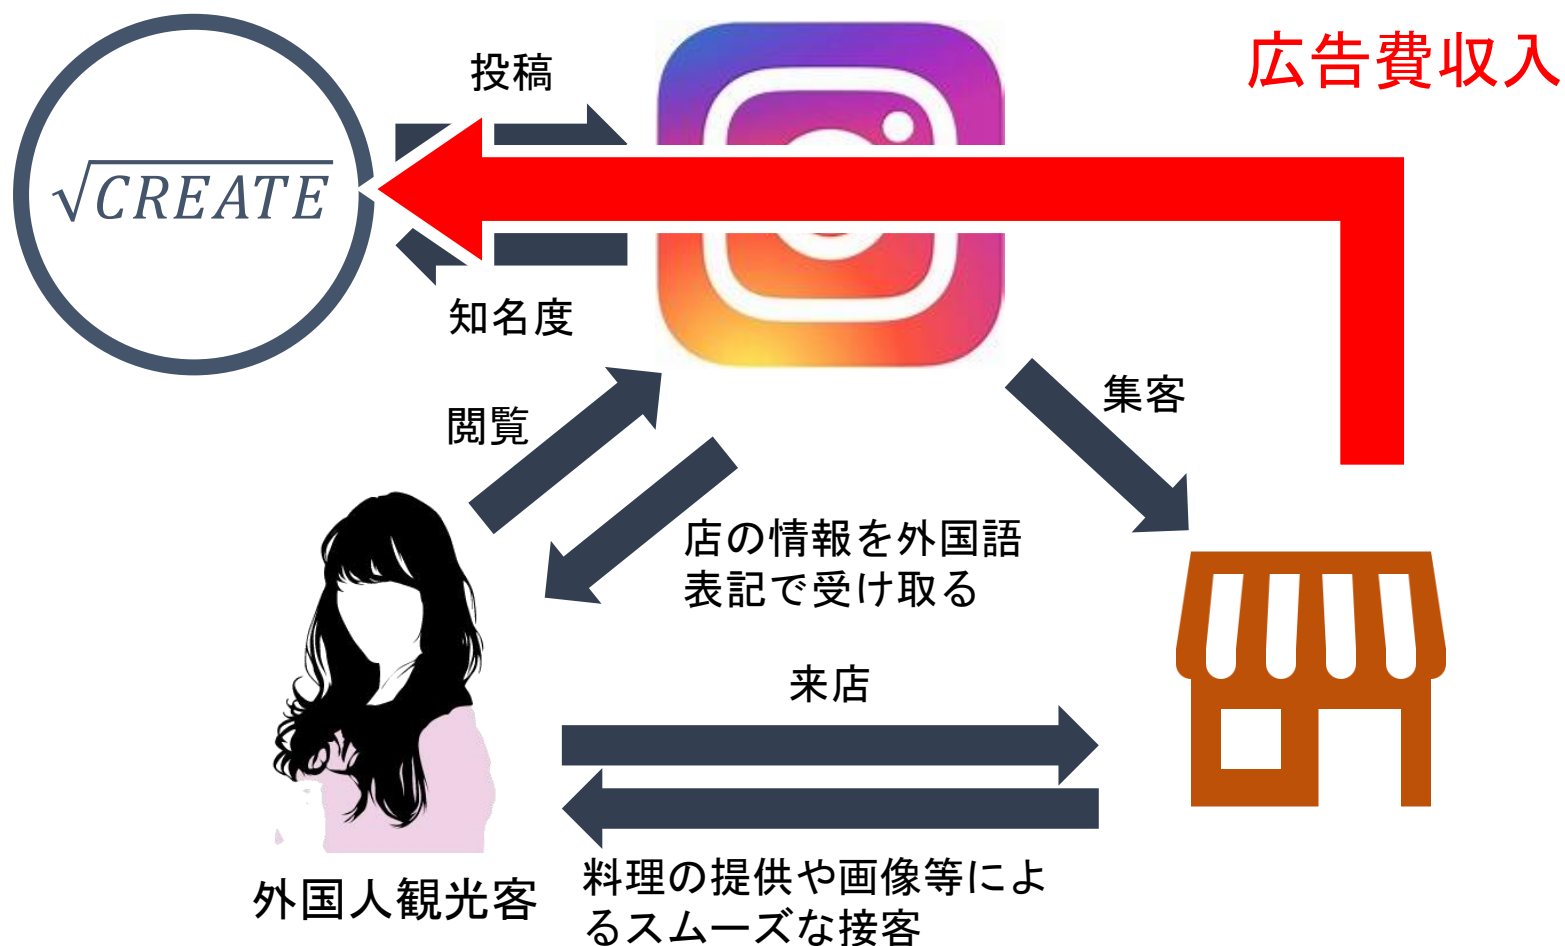 広告費収入
投稿
√CREATE
知名度
集客
閲覧
店の情報を外国語
表記で受け取る
来店
外国人観光客
料理の提供や画像等によ
るスムーズな接客